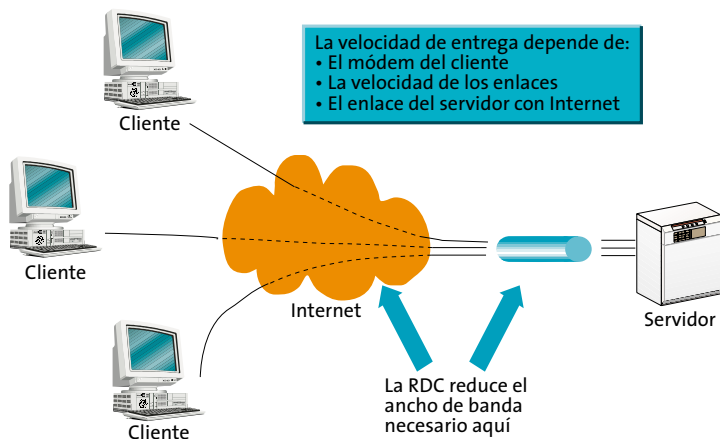 La velocidad de entrega depende de:
• El módem del cliente
• La velocidad de los enlaces
• El enlace del servidor con Internet
Cliente
Cliente
Internet
Servidor
Cliente
La RDC reduce el
ancho de banda
necesario aquí